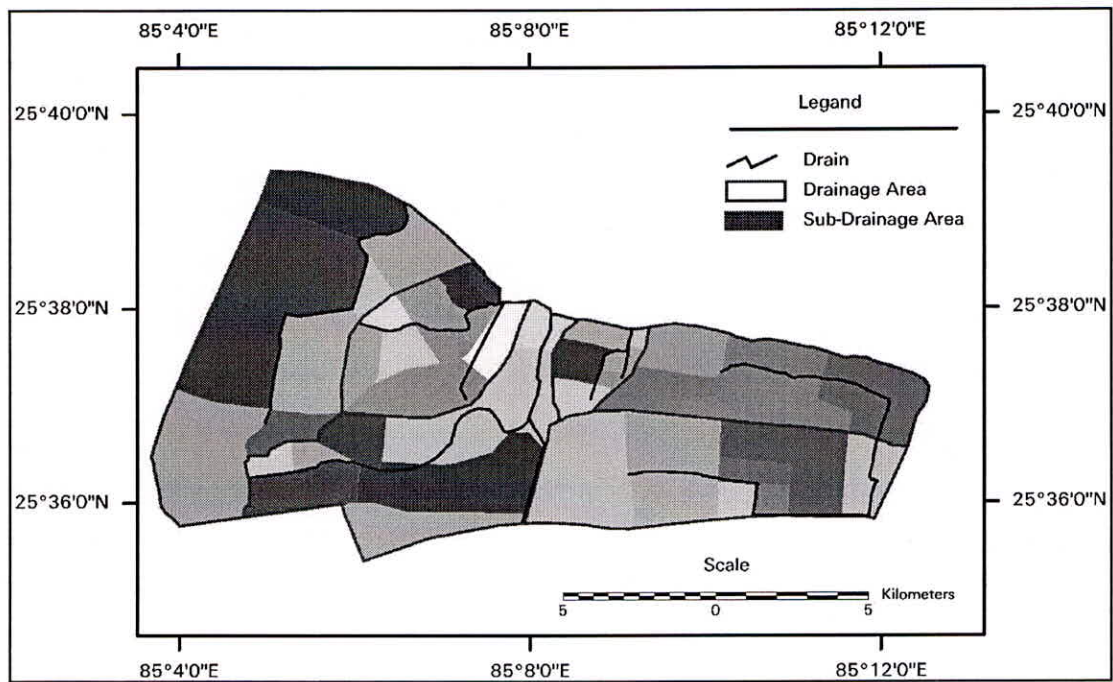 85°4'0"E 85°8'0"E 85°12'0"E
25°40'0"N 25°40'0"N
Legand
Drain
Drainage Area
Sub-Drainage Area
25°38'0"N 25°38'0"N
25°36'0"N 25°36'0"N
Scale
Kilometers
5 0 5
85°4'0"E 85°8'0"E 85°12'0"E